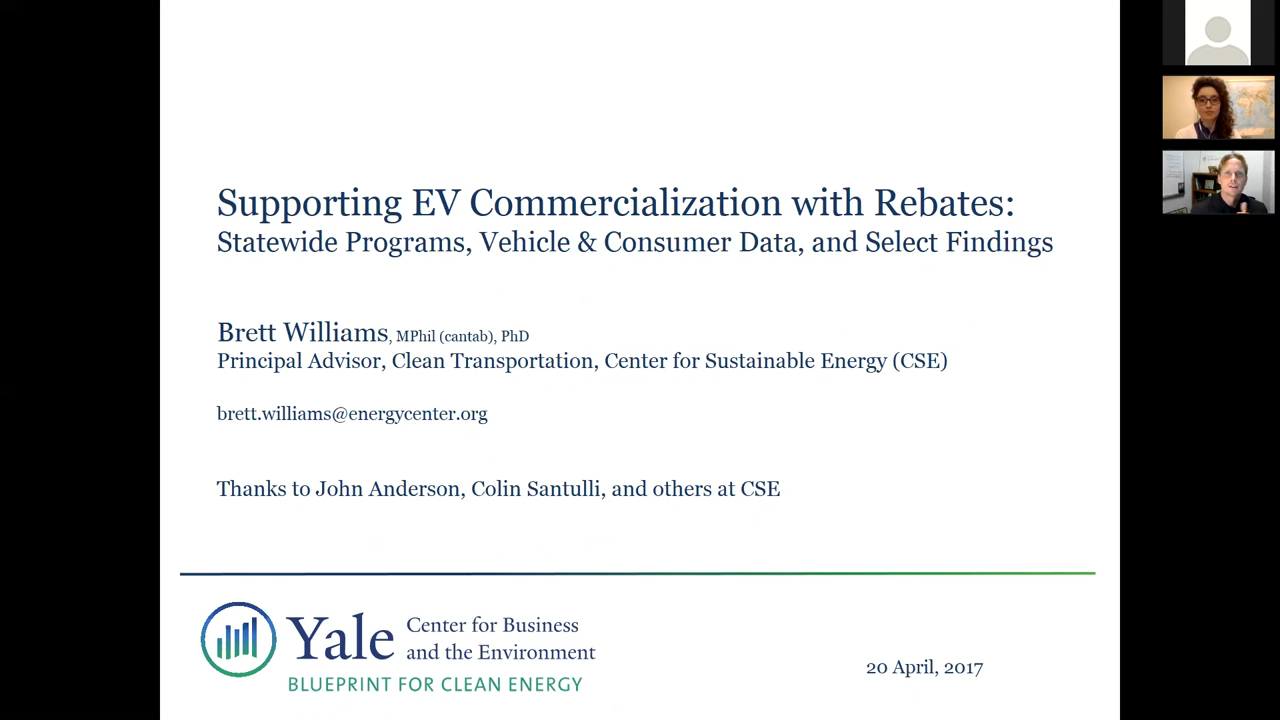 Supporting EV Commercialization with Rebates:
Statewide Programs, Vehicle & Consumer Data, and Select Findings
Brett Williams, MPhil (cantab), PhD
Principal Advisor, Clean Transportation, Center for Sustainable Energy (CSE)
brett.williams@energycenter.org
Thanks to John Anderson, Colin Santulli, and others at CSE
Yale
Center for Business
and the Environment
BLUEPRINT FOR CLEAN ENERGY
20 April, 2017